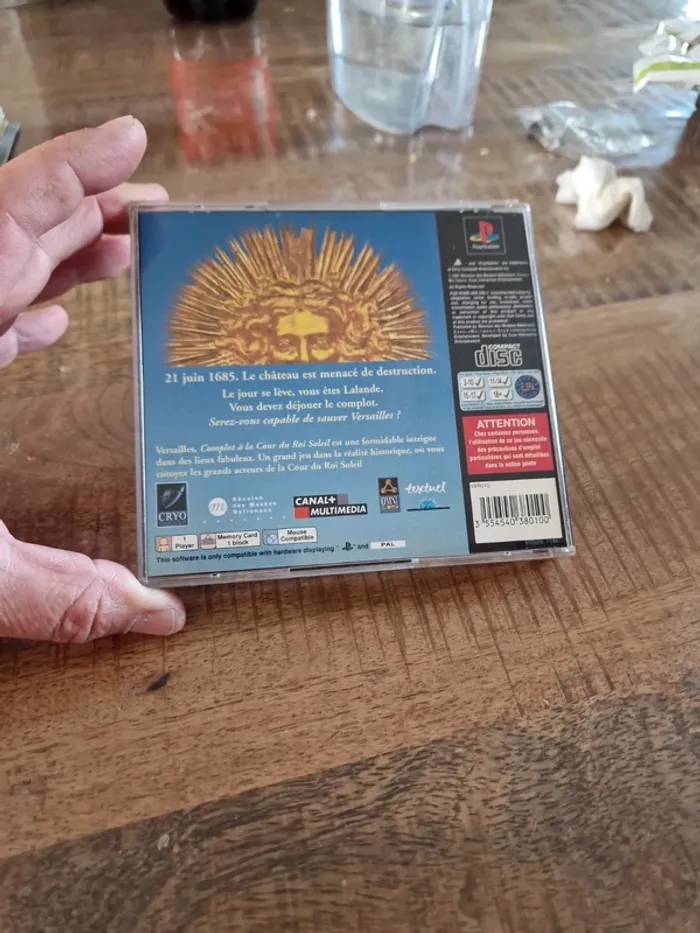 21 juin 1685. Le château est menacé de destruction.
Le jour se lève, vous êtes Lalande.
Vous devez déjouer le complot.
Serez-vous capable de sauver Versailles ?
Versailles, Complot à la Cour du Roi Soleil est une formidable intrigue
dans des lieux fabuleux. Un grand jeu dans la réalité historique, où vous
cotoyez les grands acteurs de la Cour du Roi Soleil
CRYO
m
Réunion
des Musées
Nationaux
CANAL+
MULTIMEDIA
textuel
1
Player
Memory Card
1 block
Mouse
Compatible
This software is only compatible with hardware displaying
and
PAL
PlayStation
All Rights Reserved.
COMPACT
disc
3-10
11-14
15-17
18+
ATTENTION
Chez certaines personnes,
l'utilisation de ce jeu nécessite
des précautions d'emploi
particulières qui sont détaillées
dans la notice jointe
3 554540 380100